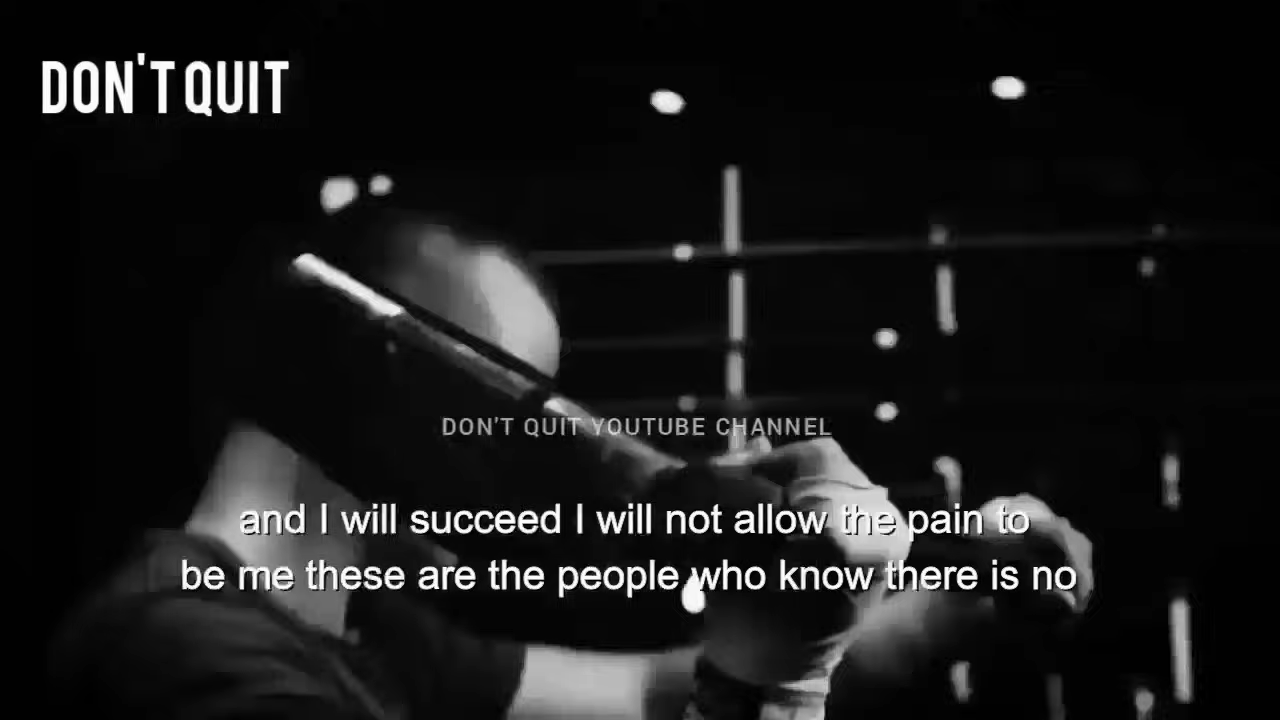 DON'T QUIT
DON'T QUIT YOUTUBE CHANNEL
and I will succeed I will not allow the pain to
be me these are the people who know there is no